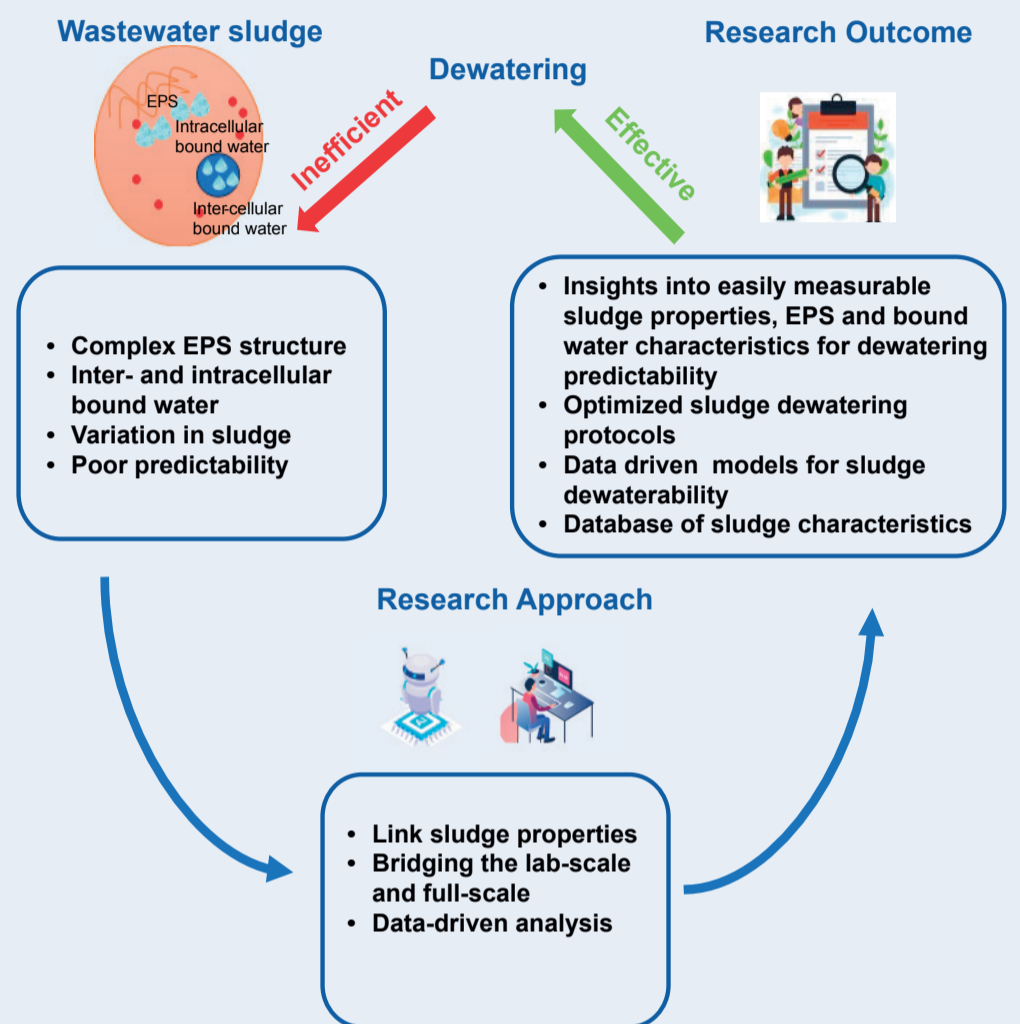 Wastewater sludge
EPS
Intracellular
bound water
Inter-cellular
bound water
Dewatering
Inefficient
Effective
Research Outcome
• Complex EPS structure
• Inter- and intracellular
bound water
• Variation in sludge
• Poor predictability
• Insights into easily measurable
sludge properties, EPS and bound
water characteristics for dewatering
predictability
• Optimized sludge dewatering
protocols
• Data driven models for sludge
dewaterability
• Database of sludge characteristics
Research Approach
• Link sludge properties
• Bridging the lab-scale
and full-scale
• Data-driven analysis